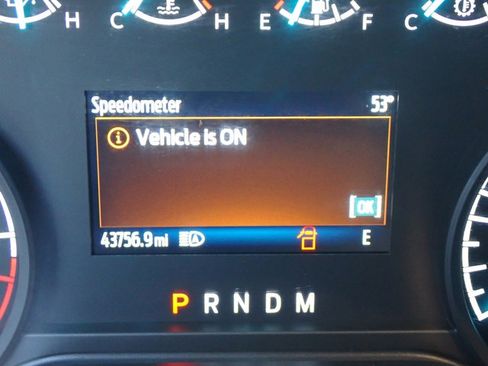 H C H E F C
Speedometer 53°
Vehicle is ON
OK
43756.9 mi E
P R N D M